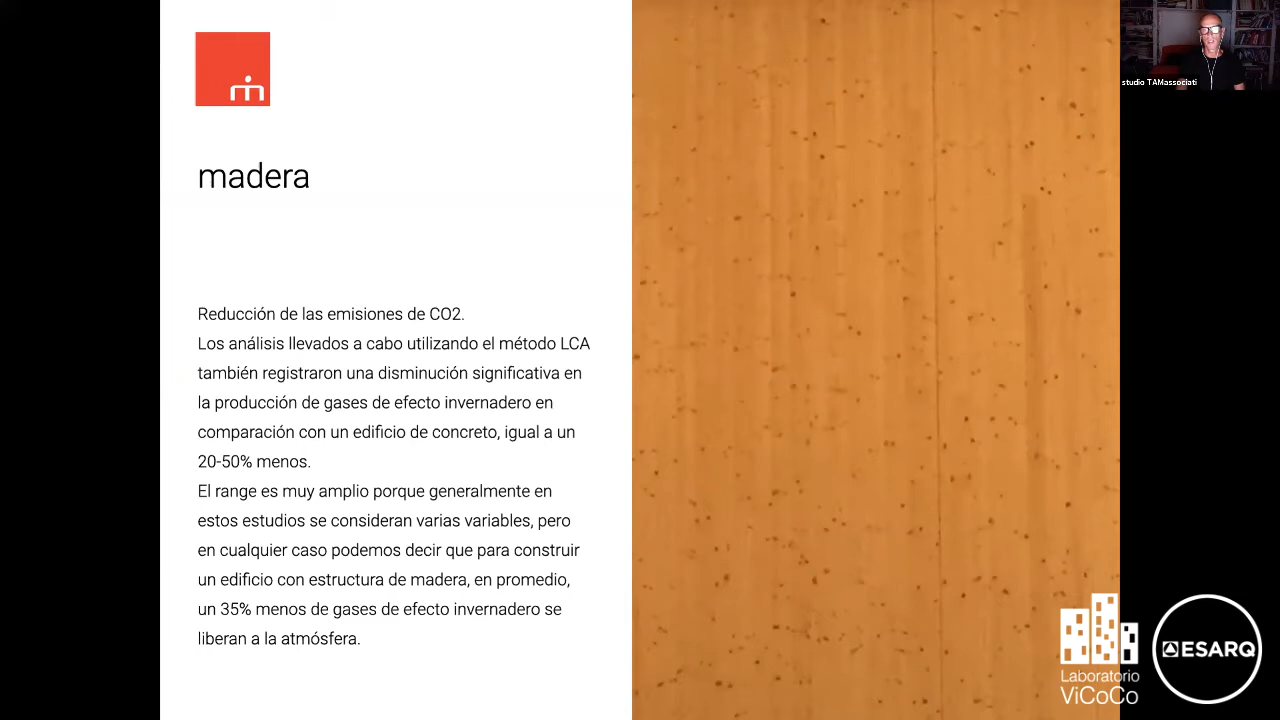 studio TAMassociati
madera
Reducción de las emisiones de CO2.
Los análisis llevados a cabo utilizando el método LCA
también registraron una disminución significativa en
la producción de gases de efecto invernadero en
comparación con un edificio de concreto, igual a un
20-50% menos.
El range es muy amplio porque generalmente en
estos estudios se consideran varias variables, pero
en cualquier caso podemos decir que para construir
un edificio con estructura de madera, en promedio,
un 35% menos de gases de efecto invernadero se
liberan a la atmósfera.
Laboratorio
ViCoCo
ESARQ